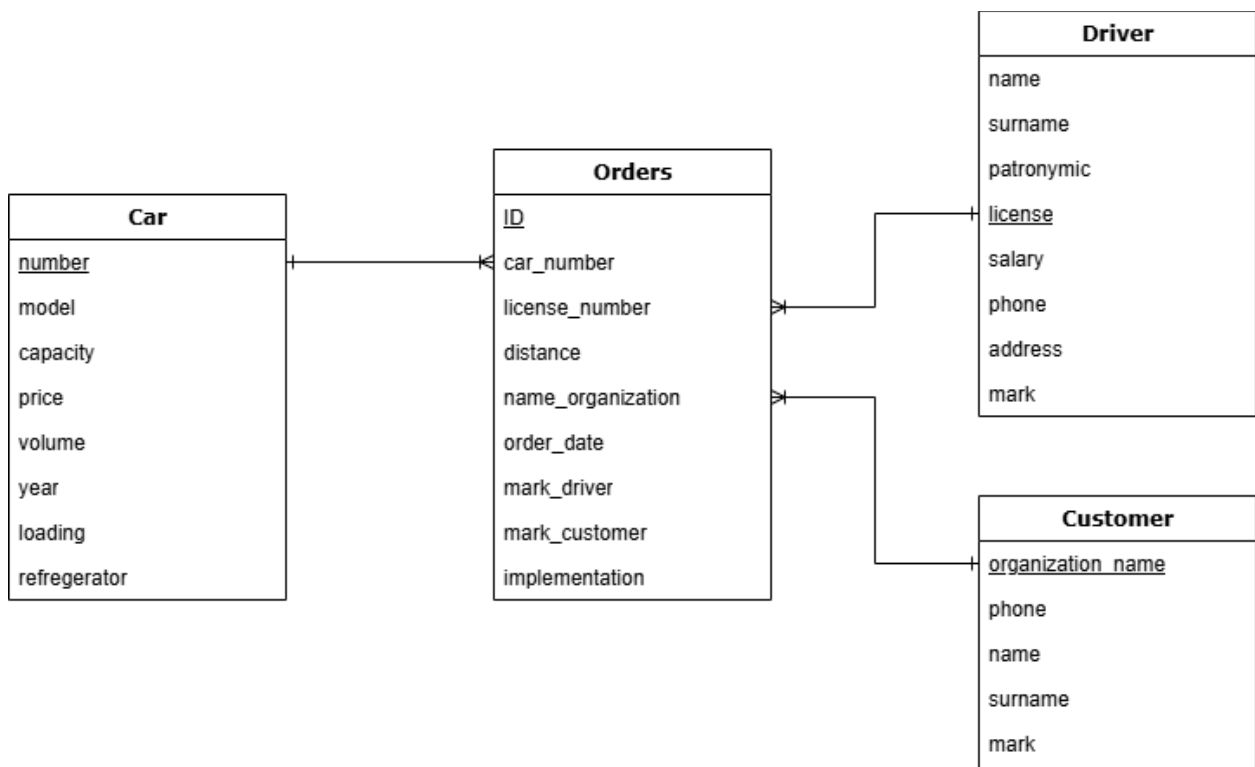 Car
number
model
capacity
price
volume
year
loading
refregerator
Orders
ID
car_number
license_number
distance
name_organization
order_date
mark_driver
mark_customer
implementation
Driver
name
surname
patronymic
license
salary
phone
address
mark
Customer
organization_name
phone
name
surname
mark